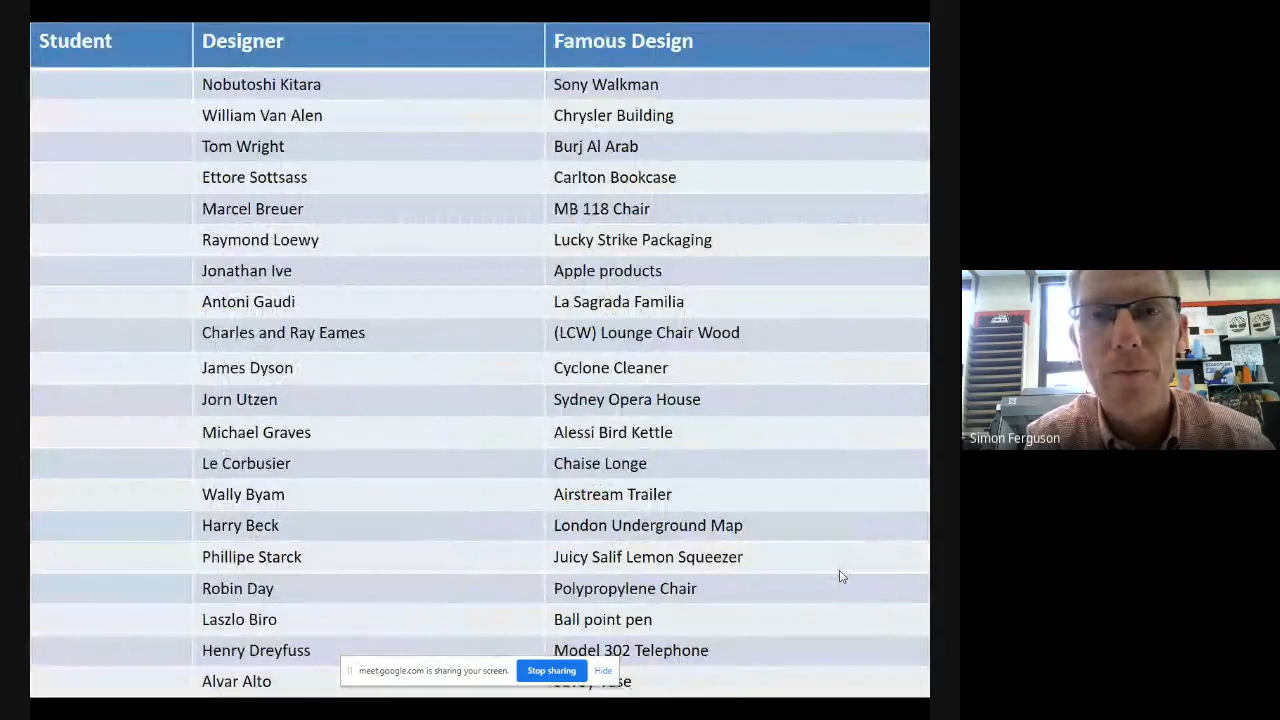 Student Designer Famous Design
Nobutoshi Kitara Sony Walkman
William Van Alen Chrysler Building
Tom Wright Burj Al Arab
Ettore Sottsass Carlton Bookcase
Marcel Breuer MB 118 Chair
Raymond Loewy Lucky Strike Packaging
Jonathan Ive Apple products
Antoni Gaudi La Sagrada Familia
Charles and Ray Eames (LCW) Lounge Chair Wood
James Dyson Cyclone Cleaner
Jorn Utzen Sydney Opera House
Michael Graves Alessi Bird Kettle
Le Corbusier Chaise Longe
Wally Byam Airstream Trailer
Harry Beck London Underground Map
Phillipe Starck Juicy Salif Lemon Squeezer
Robin Day Polypropylene Chair
Laszlo Biro Ball point pen
Henry Dreyfuss Model 302 Telephone
meet.google.com is sharing your screen. Stop sharing Hide
Alvar Alto
Simon Ferguson